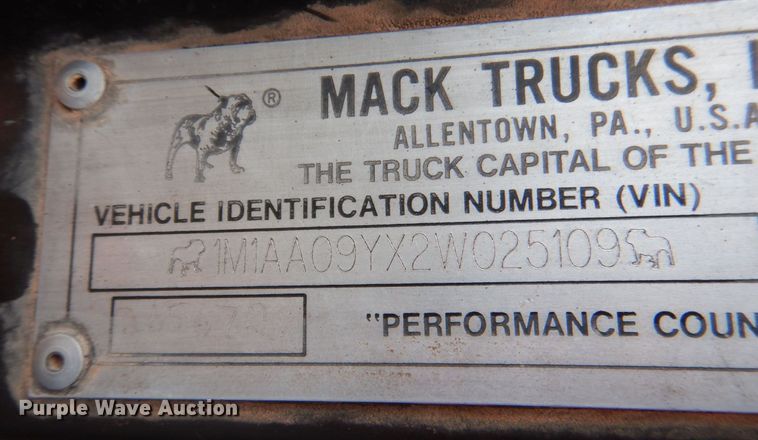 ®
MACK TRUCKS,
ALLENTOWN, PA., U.S.A
THE TRUCK CAPITAL OF THE
VEHICLE IDENTIFICATION NUMBER (VIN)
1M1AA09YX2W025109
"PERFORMANCE COUN
Purple Wave Auction